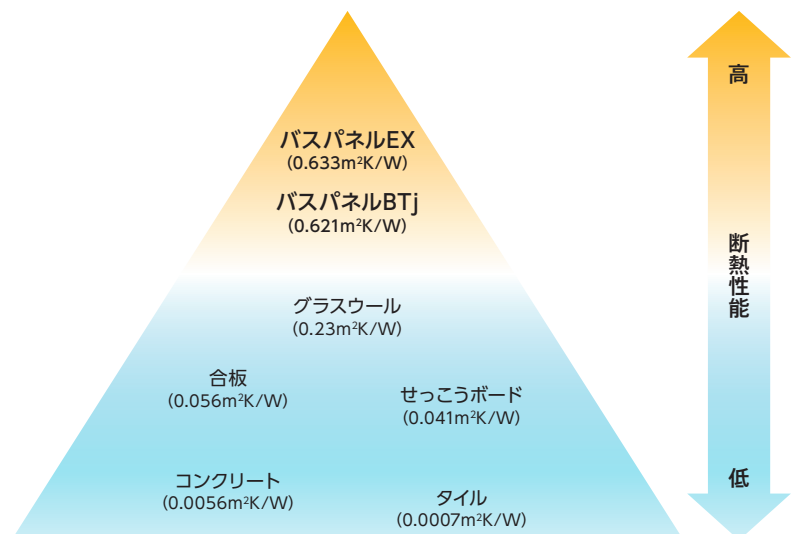 バスパネルEX
(0.633m²K/W)
バスパネルBTj
(0.621m²K/W)
グラスウール
(0.23m²K/W)
合板
(0.056m²K/W)
せっこうボード
(0.041m²K/W)
コンクリート
(0.0056m²K/W)
タイル
(0.0007m²K/W)
高
断熱性能
低